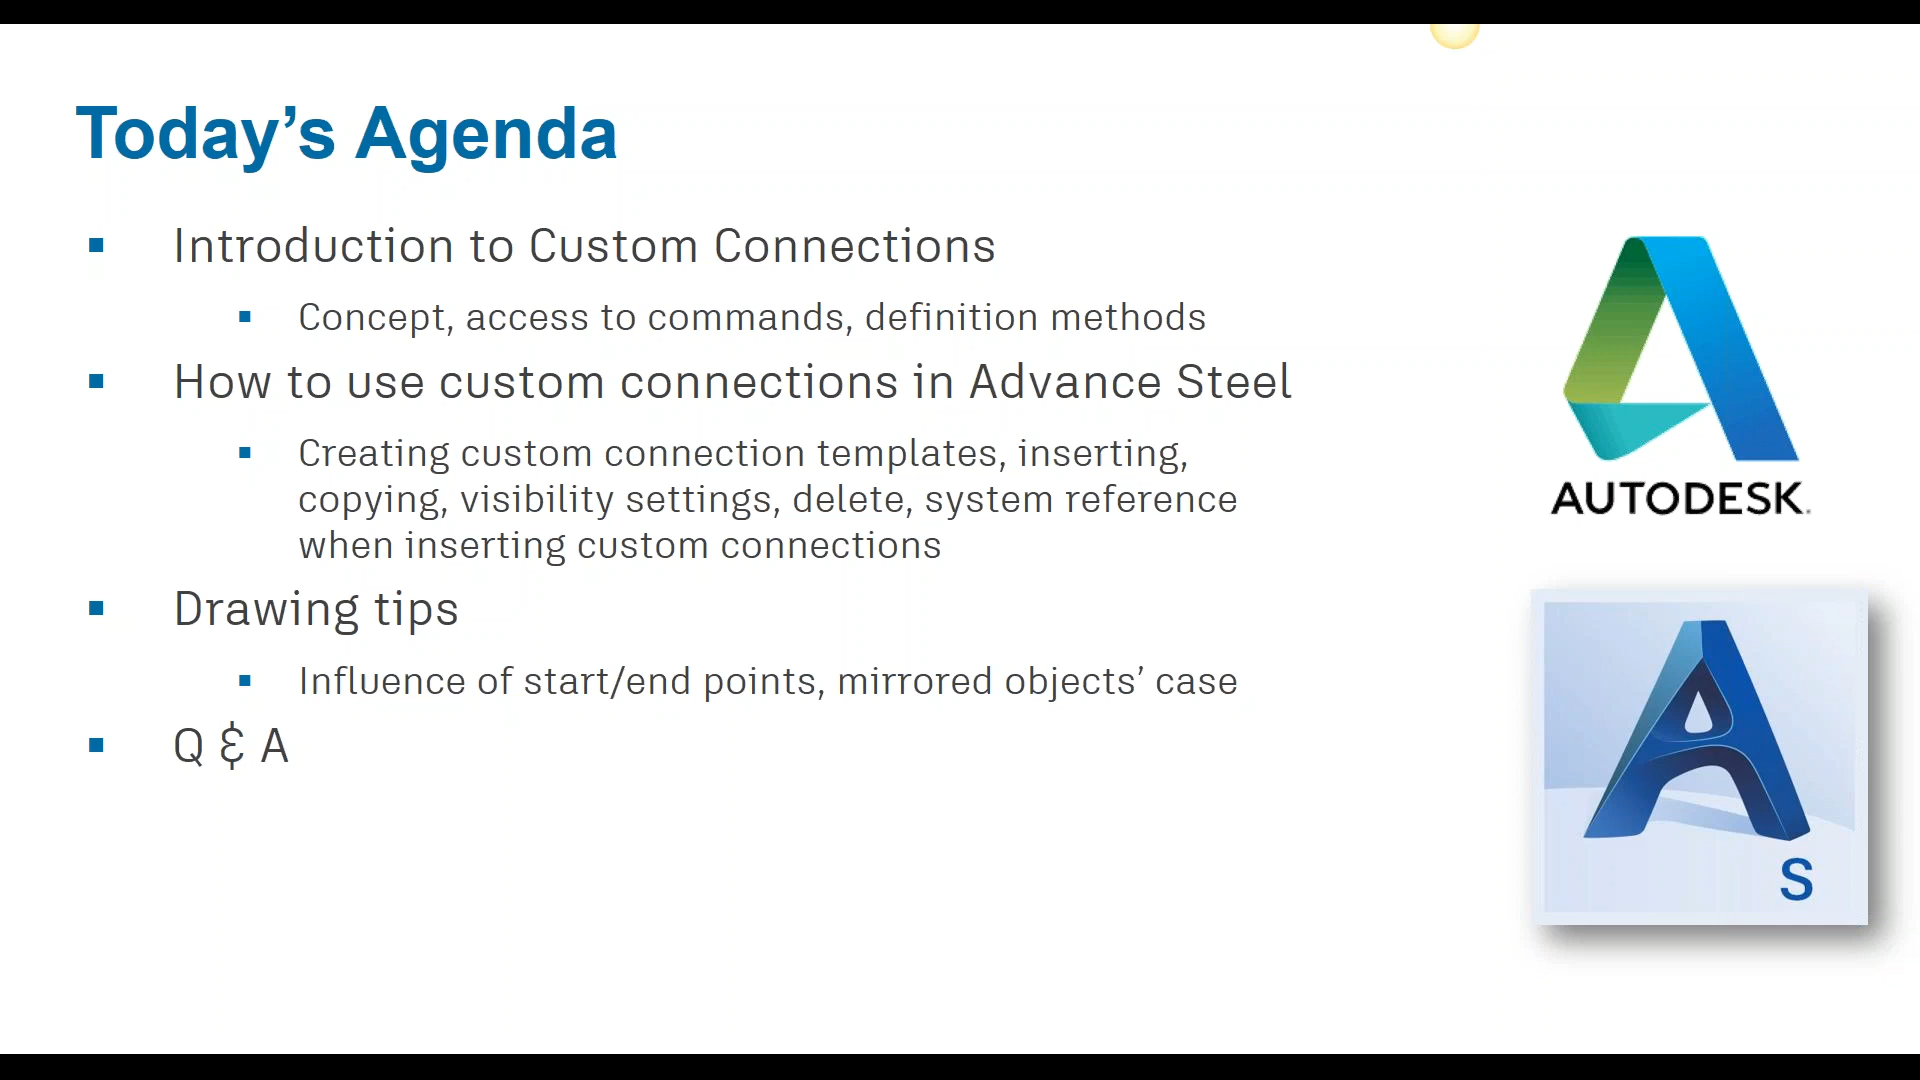 Today’s Agenda
Introduction to Custom Connections
Concept, access to commands, definition methods
How to use custom connections in Advance Steel
Creating custom connection templates, inserting,
copying, visibility settings, delete, system reference
when inserting custom connections
Drawing tips
Influence of start/end points, mirrored objects’ case
Q & A
AUTODESK.
S